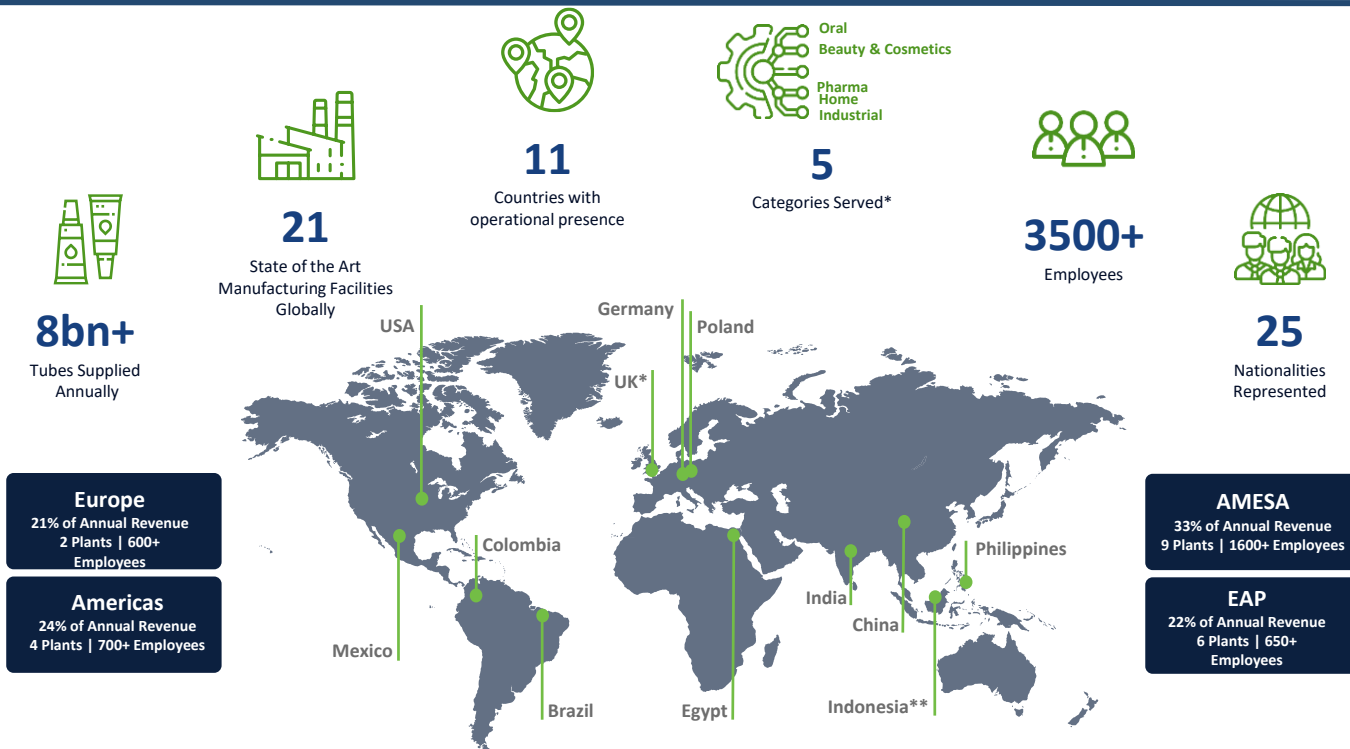 8bn+
Tubes Supplied
Annually
21
State of the Art
Manufacturing Facilities
Globally
11
Countries with
operational presence
Oral
Beauty & Cosmetics
Pharma
Home
Industrial
5
Categories Served*
3500+
Employees
25
Nationalities
Represented
USA
Germany
Poland
UK*
Colombia
Mexico
Brazil
Egypt
India
China
Philippines
Indonesia**
Europe
21% of Annual Revenue
2 Plants | 600+
Employees
Americas
24% of Annual Revenue
4 Plants | 700+ Employees
AMESA
33% of Annual Revenue
9 Plants | 1600+ Employees
EAP
22% of Annual Revenue
6 Plants | 650+
Employees